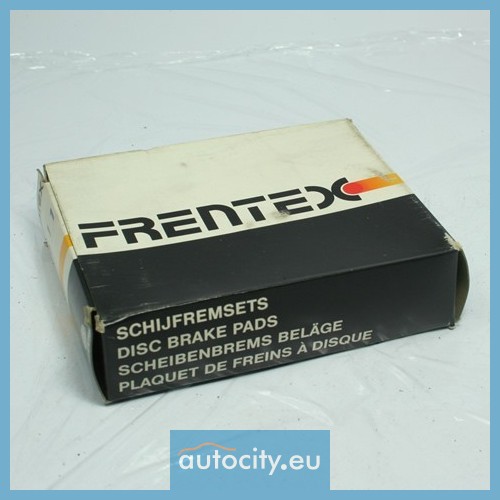 FRENTEX
SCHIJFREMSETS
DISC BRAKE PADS
SCHEIBENBREMS BELÄGE
PLAQUET DE FREINS À DISQUE
autocity.eu